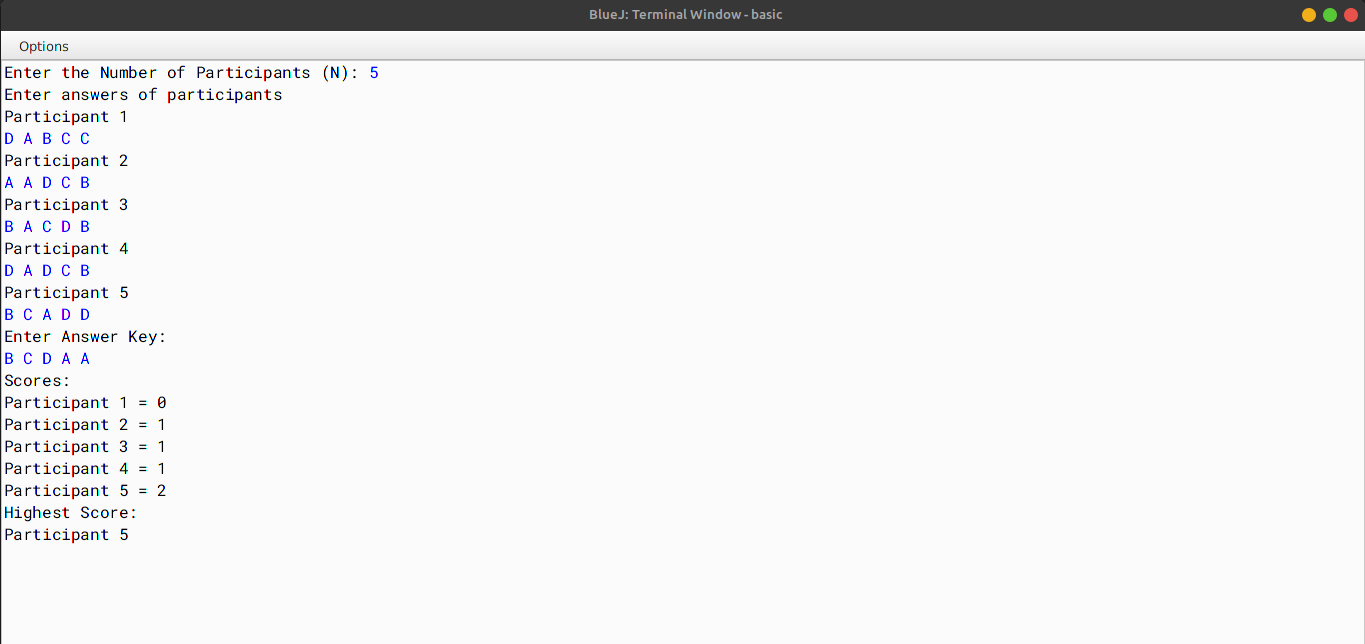 BlueJ: Terminal Window - basic
Options
Enter the Number of Participants (N): 5
Enter answers of participants
Participant 1
D A B C C
Participant 2
A A D C B
Participant 3
B A C D B
Participant 4
D A D C B
Participant 5
B C A D D
Enter Answer Key:
B C D A A
Scores:
Participant 1 = 0
Participant 2 = 1
Participant 3 = 1
Participant 4 = 1
Participant 5 = 2
Highest Score:
Participant 5